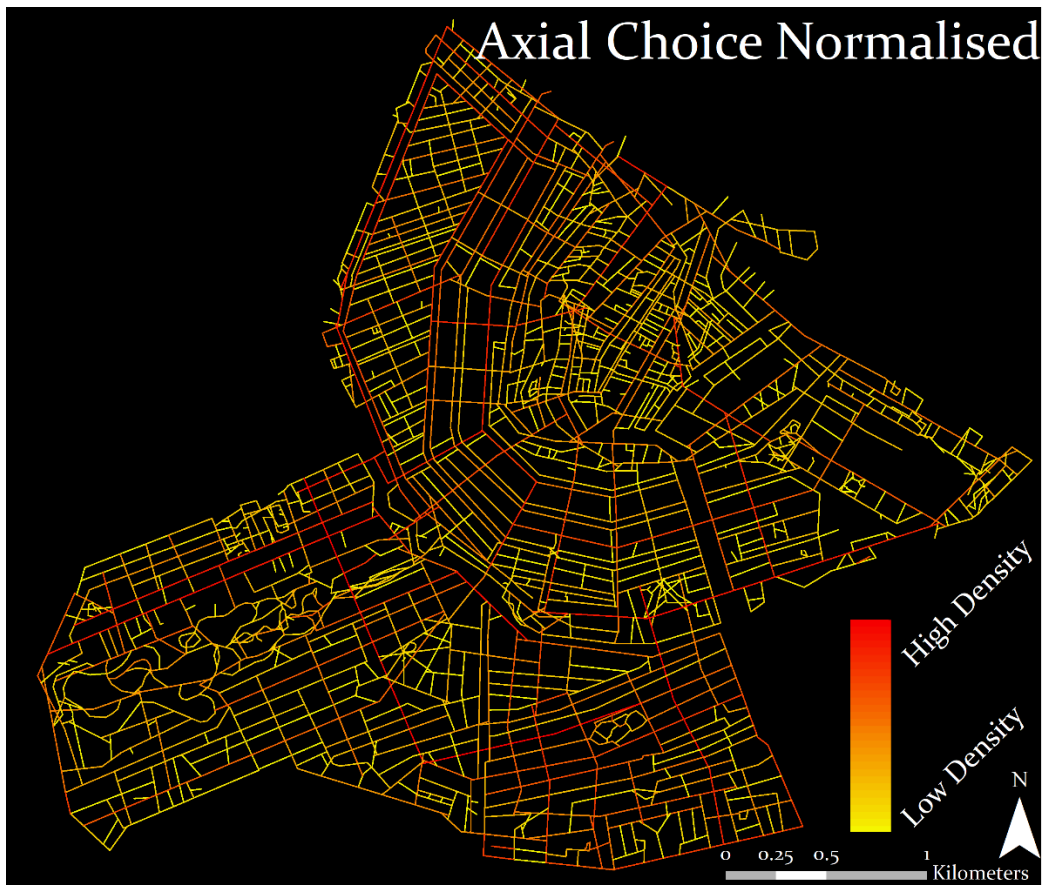 Axial Choice Normalised
High Density
Low Density
N
0 0,25 0,5 1
Kilometers